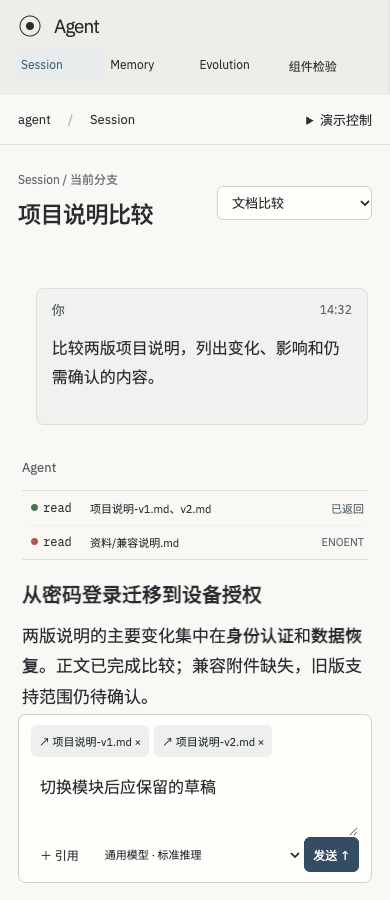 Agent
Session Memory Evolution 组件检验
agent / Session ▶ 演示控制
Session / 当前分支
项目说明比较
文档比较
你 14:32
比较两版项目说明，列出变化、影响和仍
需确认的内容。
Agent
read 项目说明-v1.md、v2.md 已返回
read 资料/兼容说明.md ENOENT
从密码登录迁移到设备授权
两版说明的主要变化集中在身份认证和数据恢
复。正文已完成比较；兼容附件缺失，旧版支
持范围仍待确认。
↗ 项目说明-v1.md × ↗ 项目说明-v2.md ×
切换模块后应保留的草稿
＋ 引用 通用模型 · 标准推理 发送 ↑